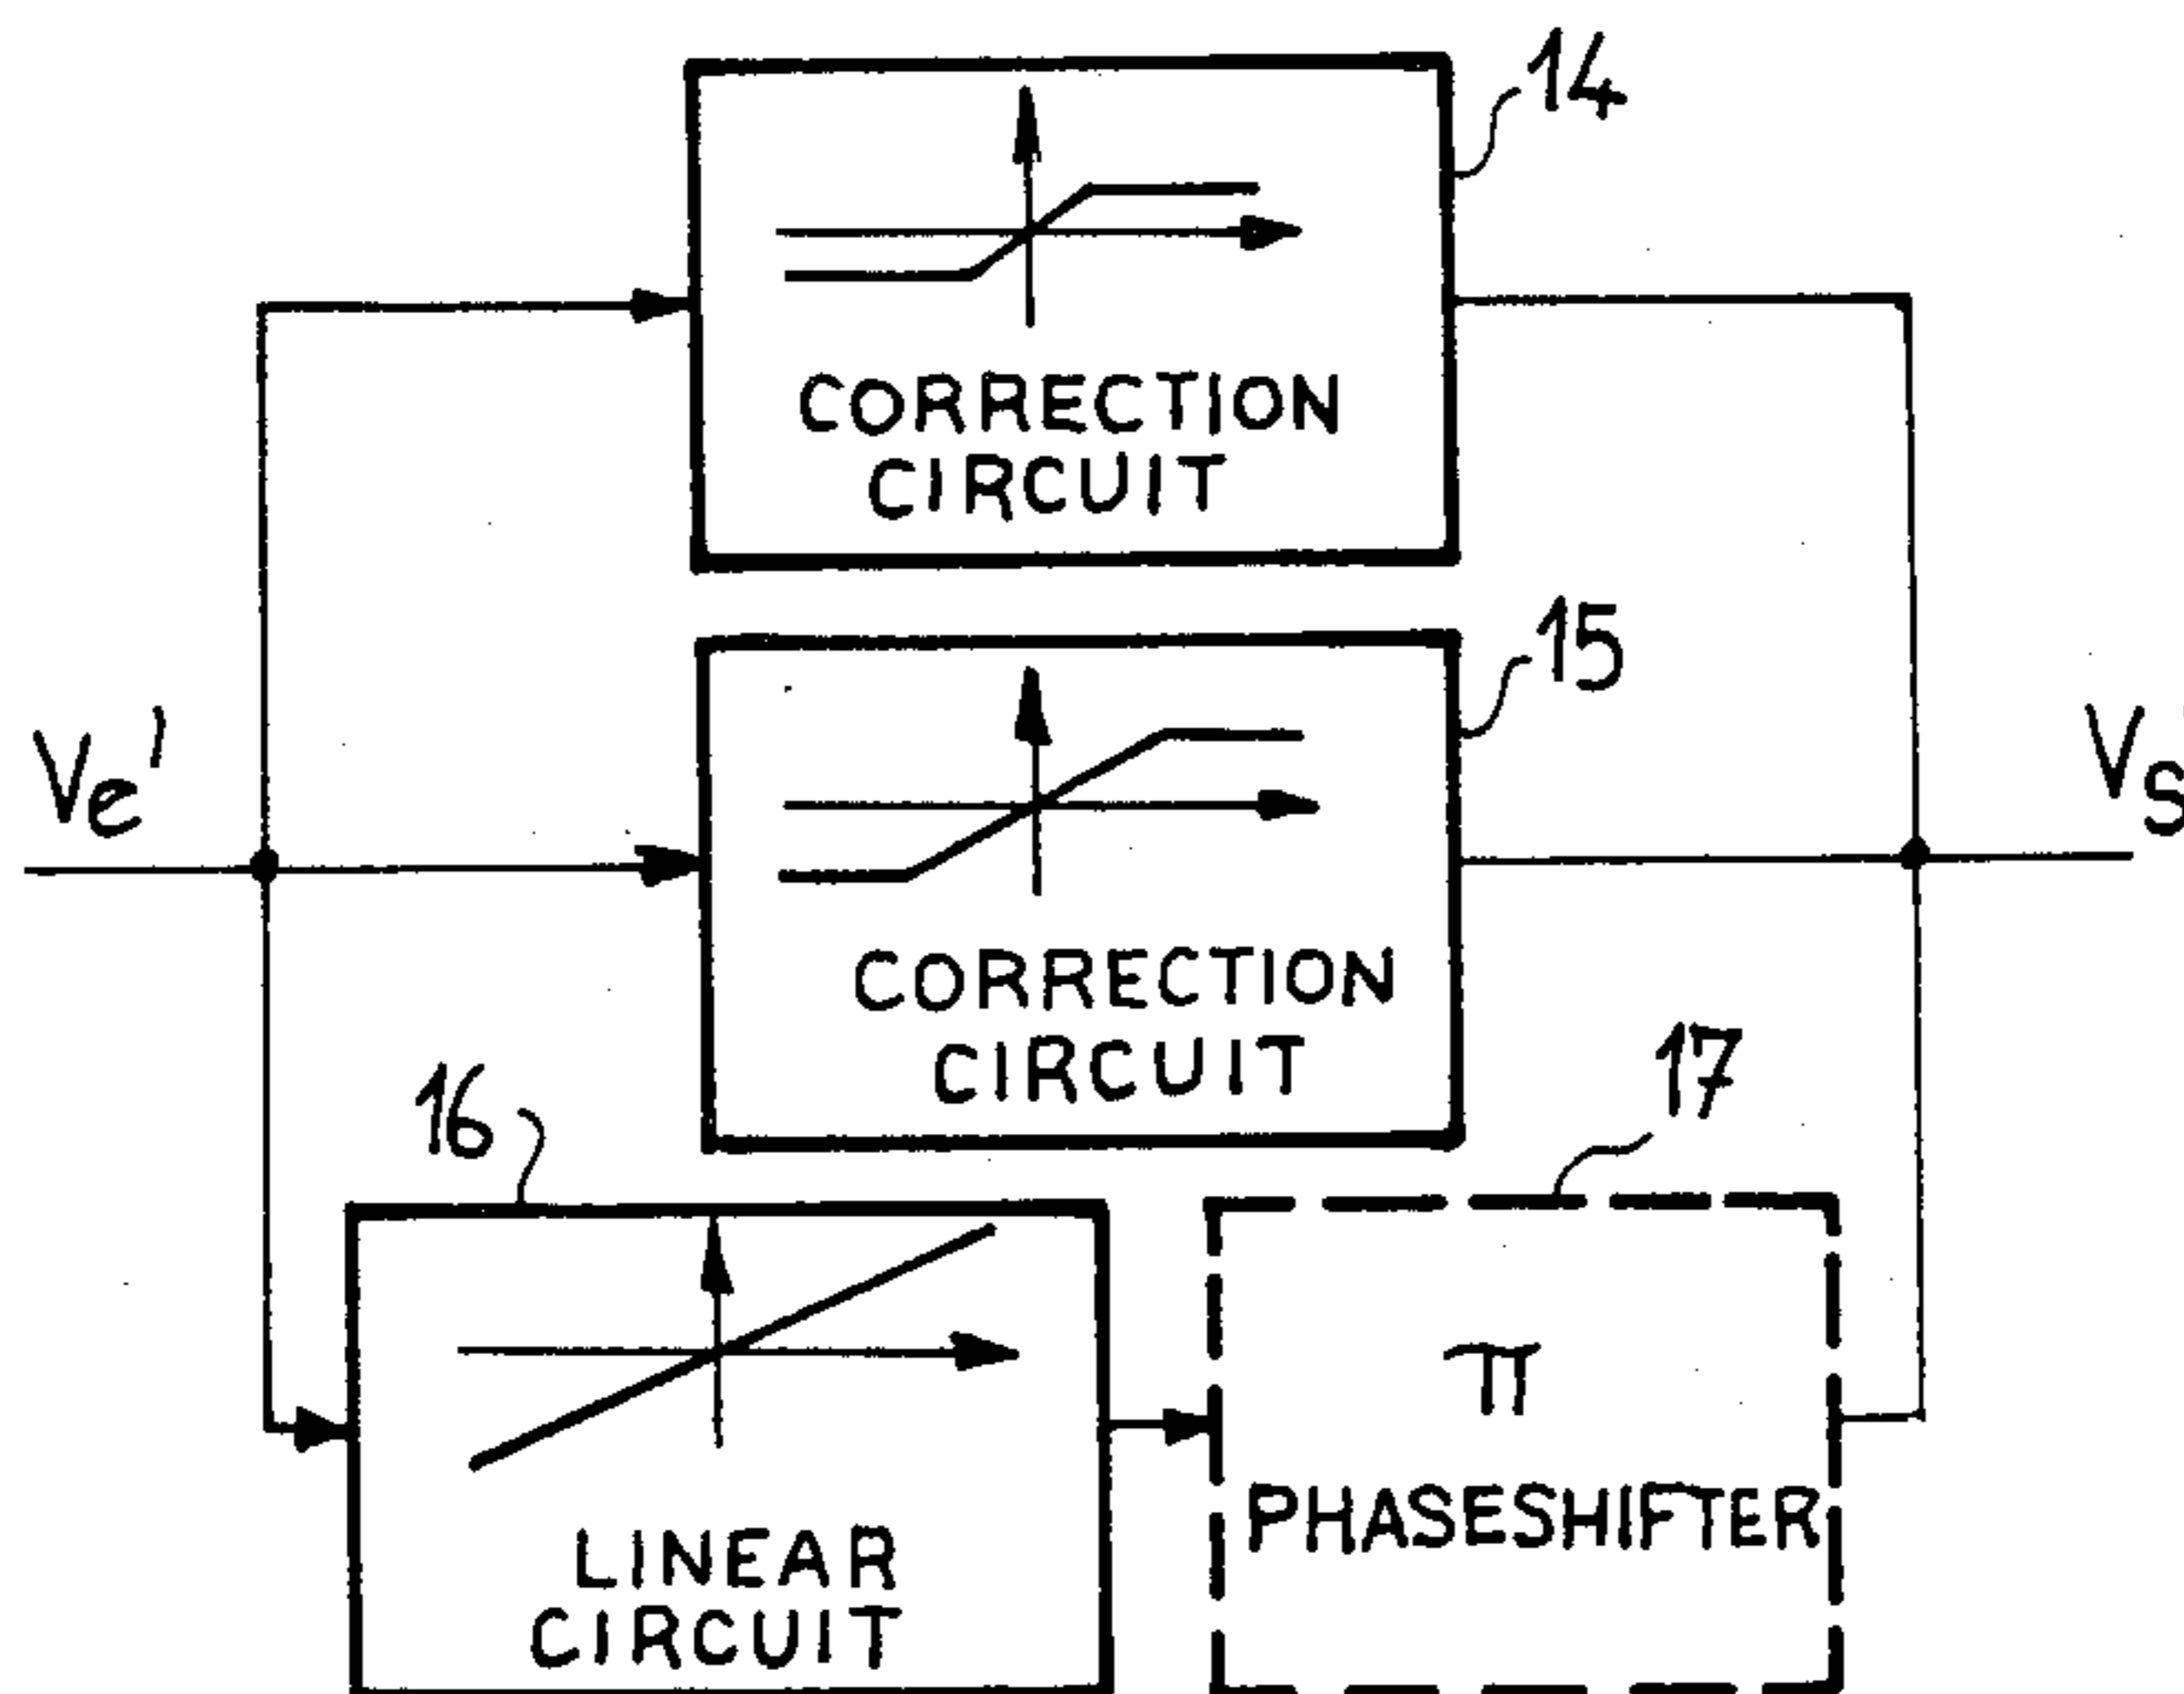 14
CORRECTION
CIRCUIT
15
Ve'
Vs
CORRECTION
CIRCUIT
16
17
π
PHASESHIFTER
LINEAR
CIRCUIT